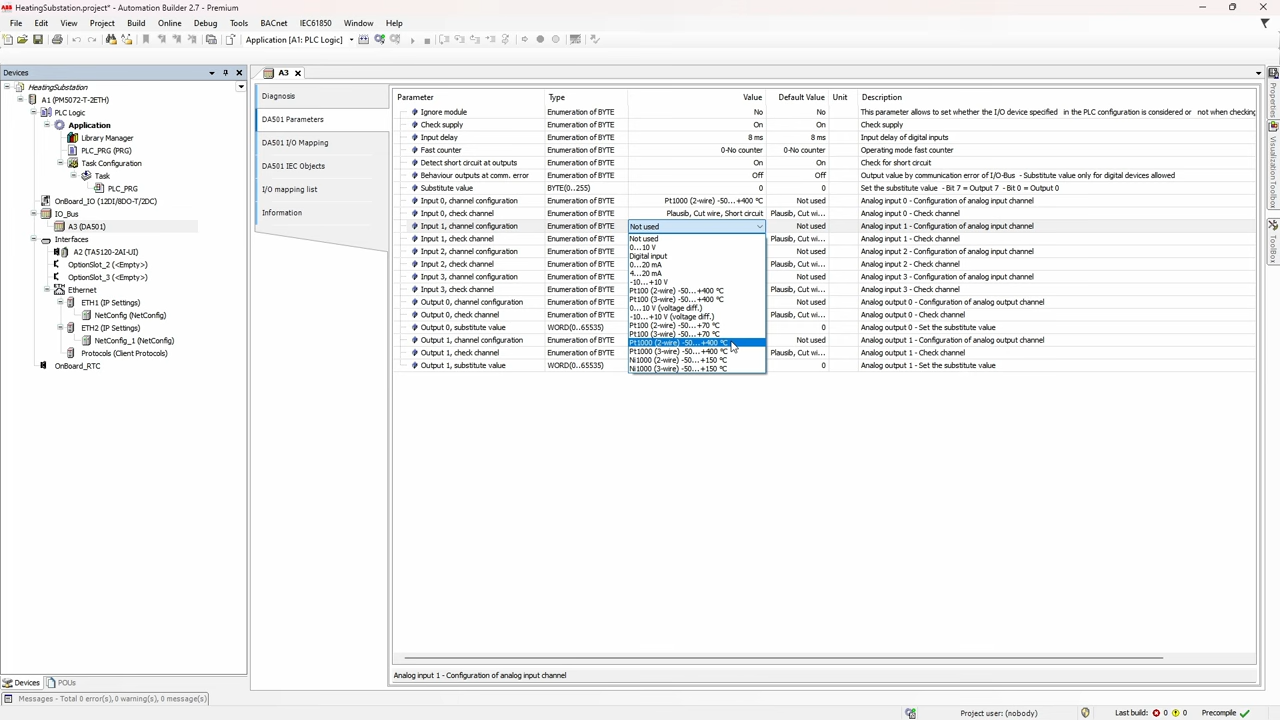 ABB HeatingSubstation.project* - Automation Builder 2.7 - Premium
File Edit View Project Build Online Debug Tools BACnet IEC61850 Window Help
Application [A1: PLC Logic]
Devices
HeatingSubstation
A1 (PM5072-T-2ETH)
PLC Logic
Application
Library Manager
PLC_PRG (PRG)
Task Configuration
Task
PLC_PRG
OnBoard_IO (12DI/8DO-T/2DC)
IO_Bus
A3 (DA501)
Interfaces
A2 (TA5120-2AI-UI)
OptionSlot_2 (<Empty>)
OptionSlot_3 (<Empty>)
Ethernet
ETH1 (IP Settings)
NetConfig (NetConfig)
ETH2 (IP Settings)
NetConfig_1 (NetConfig)
Protocols (Client Protocols)
OnBoard_RTC
Devices POUs
A3
Diagnosis
DA501 Parameters
DA501 I/O Mapping
DA501 IEC Objects
I/O mapping list
Information
Parameter Type Value Default Value Unit Description
Ignore module Enumeration of BYTE No No This parameter allows to set whether the I/O device specified in the PLC configuration is considered or not when checking
Check supply Enumeration of BYTE On On Check supply
Input delay Enumeration of BYTE 8 ms 8 ms Input delay of digital inputs
Fast counter Enumeration of BYTE 0-No counter 0-No counter Operating mode fast counter
Detect short circuit at outputs Enumeration of BYTE On On Check for short circuit
Behaviour outputs at comm. error Enumeration of BYTE Off Off Output value by communication error of I/O-Bus - Substitute value only for digital devices allowed
Substitute value BYTE(0..255) 0 0 Set the substitute value - Bit 7 = Output 7 - Bit 0 = Output 0
Input 0, channel configuration Enumeration of BYTE Pt1000 (2-wire) -50...+400 °C Not used Analog input 0 - Configuration of analog input channel
Input 0, check channel Enumeration of BYTE Plausib, Cut wire, Short circuit Plausib, Cut wi... Analog input 0 - Check channel
Input 1, channel configuration Enumeration of BYTE Not used Not used Analog input 1 - Configuration of analog input channel
Input 1, check channel Enumeration of BYTE Plausib, Cut wi... Analog input 1 - Check channel
Input 2, channel configuration Enumeration of BYTE Not used Analog input 2 - Configuration of analog input channel
Input 2, check channel Enumeration of BYTE Plausib, Cut wi... Analog input 2 - Check channel
Input 3, channel configuration Enumeration of BYTE Not used Analog input 3 - Configuration of analog input channel
Input 3, check channel Enumeration of BYTE Plausib, Cut wi... Analog input 3 - Check channel
Output 0, channel configuration Enumeration of BYTE Not used Analog output 0 - Configuration of analog output channel
Output 0, check channel Enumeration of BYTE Plausib, Cut wi... Analog output 0 - Check channel
Output 0, substitute value WORD(0..65535) 0 Analog output 0 - Set the substitute value
Output 1, channel configuration Enumeration of BYTE Not used Analog output 1 - Configuration of analog output channel
Output 1, check channel Enumeration of BYTE Plausib, Cut wi... Analog output 1 - Check channel
Output 1, substitute value WORD(0..65535) 0 Analog output 1 - Set the substitute value
Not used
0...10 V
Digital input
0...20 mA
4...20 mA
-10...+10 V
Pt100 (2-wire) -50...+400 °C
Pt100 (3-wire) -50...+400 °C
0...10 V (voltage diff.)
-10...+10 V (voltage diff.)
Pt100 (2-wire) -50...+70 °C
Pt100 (3-wire) -50...+70 °C
Pt1000 (2-wire) -50...+400 °C
Pt1000 (3-wire) -50...+400 °C
Ni1000 (2-wire) -50...+150 °C
Ni1000 (3-wire) -50...+150 °C
Analog input 1 - Configuration of analog input channel
Properties
Visualization Toolbox
ToolBox
Messages - Total 0 error(s), 0 warning(s), 0 message(s)
Project user: (nobody) Last build: 0 0 Precompile